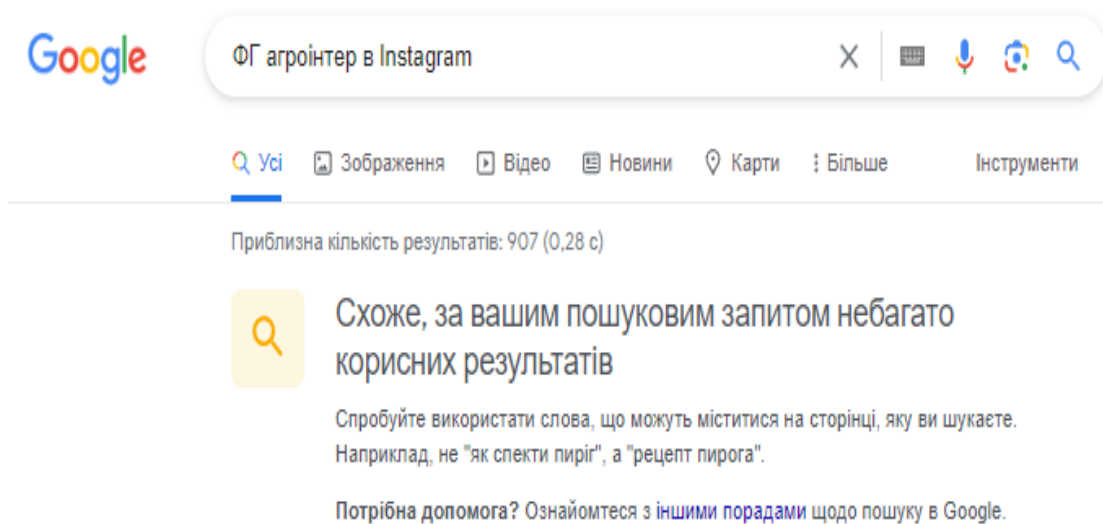 Google
ФГ агроінтер в Instagram
Усі Зображення Відео Новини Карти Більше Інструменти
Приблизна кількість результатів: 907 (0,28 с)
Схоже, за вашим пошуковим запитом небагато
корисних результатів
Спробуйте використати слова, що можуть міститися на сторінці, яку ви шукаєте.
Наприклад, не "як спекти пиріг", а "рецепт пирога".
Потрібна допомога? Ознайомтеся з іншими порадами щодо пошуку в Google.